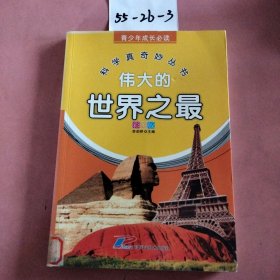 55-2b-3
青少年成长必读
科学真奇妙丛书
伟大的
世界之最